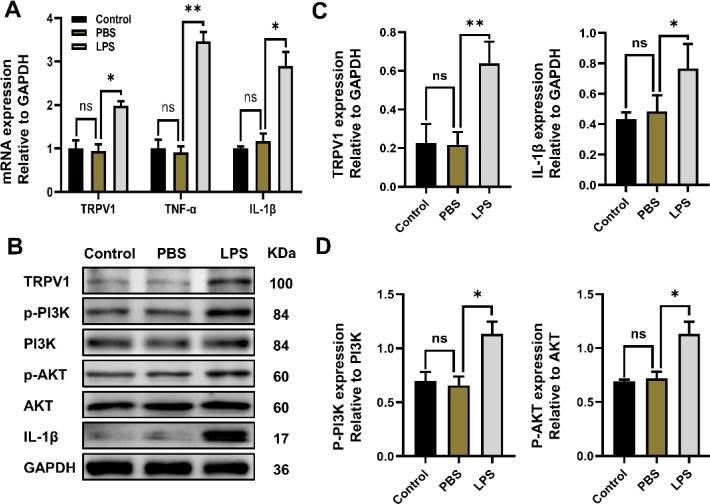 A
Control
PBS
LPS
mRNA expression
Relative to GAPDH
4
3
2
1
0
ns
*
ns
**
ns
*
TRPV1
TNF-α
IL-1β
B
Control PBS LPS KDa
TRPV1 100
p-PI3K 84
PI3K 84
p-AKT 60
AKT 60
IL-1β 17
GAPDH 36
C
TRPV1 expression
Relative to GAPDH
0.8
0.6
0.4
0.2
0.0
ns
**
Control
PBS
LPS
IL-1β expression
Relative to GAPDH
1.0
0.8
0.6
0.4
0.2
0.0
ns
*
Control
PBS
LPS
D
P-PI3K expression
Relative to PI3K
1.5
1.0
0.5
0.0
ns
*
Control
PBS
LPS
P-AKT expression
Relative to AKT
1.5
1.0
0.5
0.0
ns
*
Control
PBS
LPS